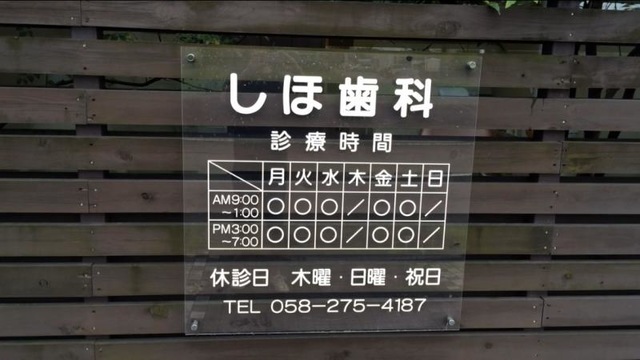 しほ歯科
診療時間
月火水木金土日
AM9:00～1:00 ○○○／○○／
PM3:00～7:00 ○○○／○○／
休診日 木曜・日曜・祝日
TEL 058-275-4187